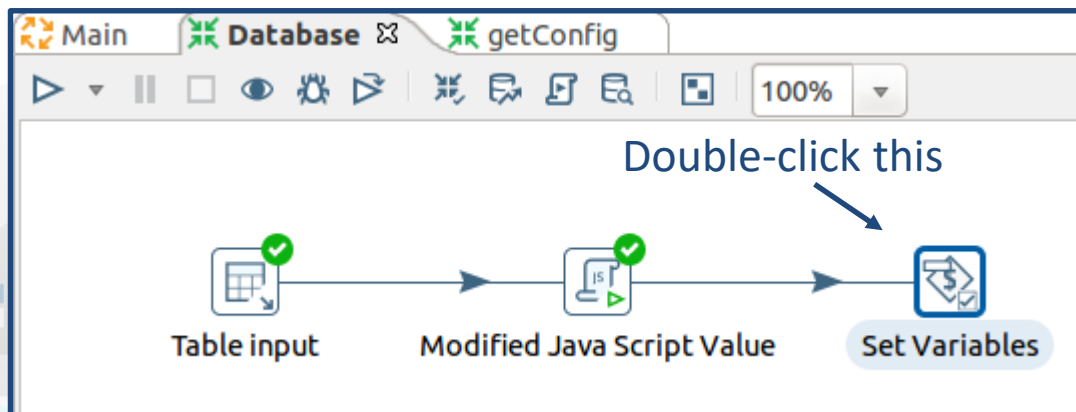 Main Database getConfig
100%
Double-click this
Table input Modified Java Script Value Set Variables